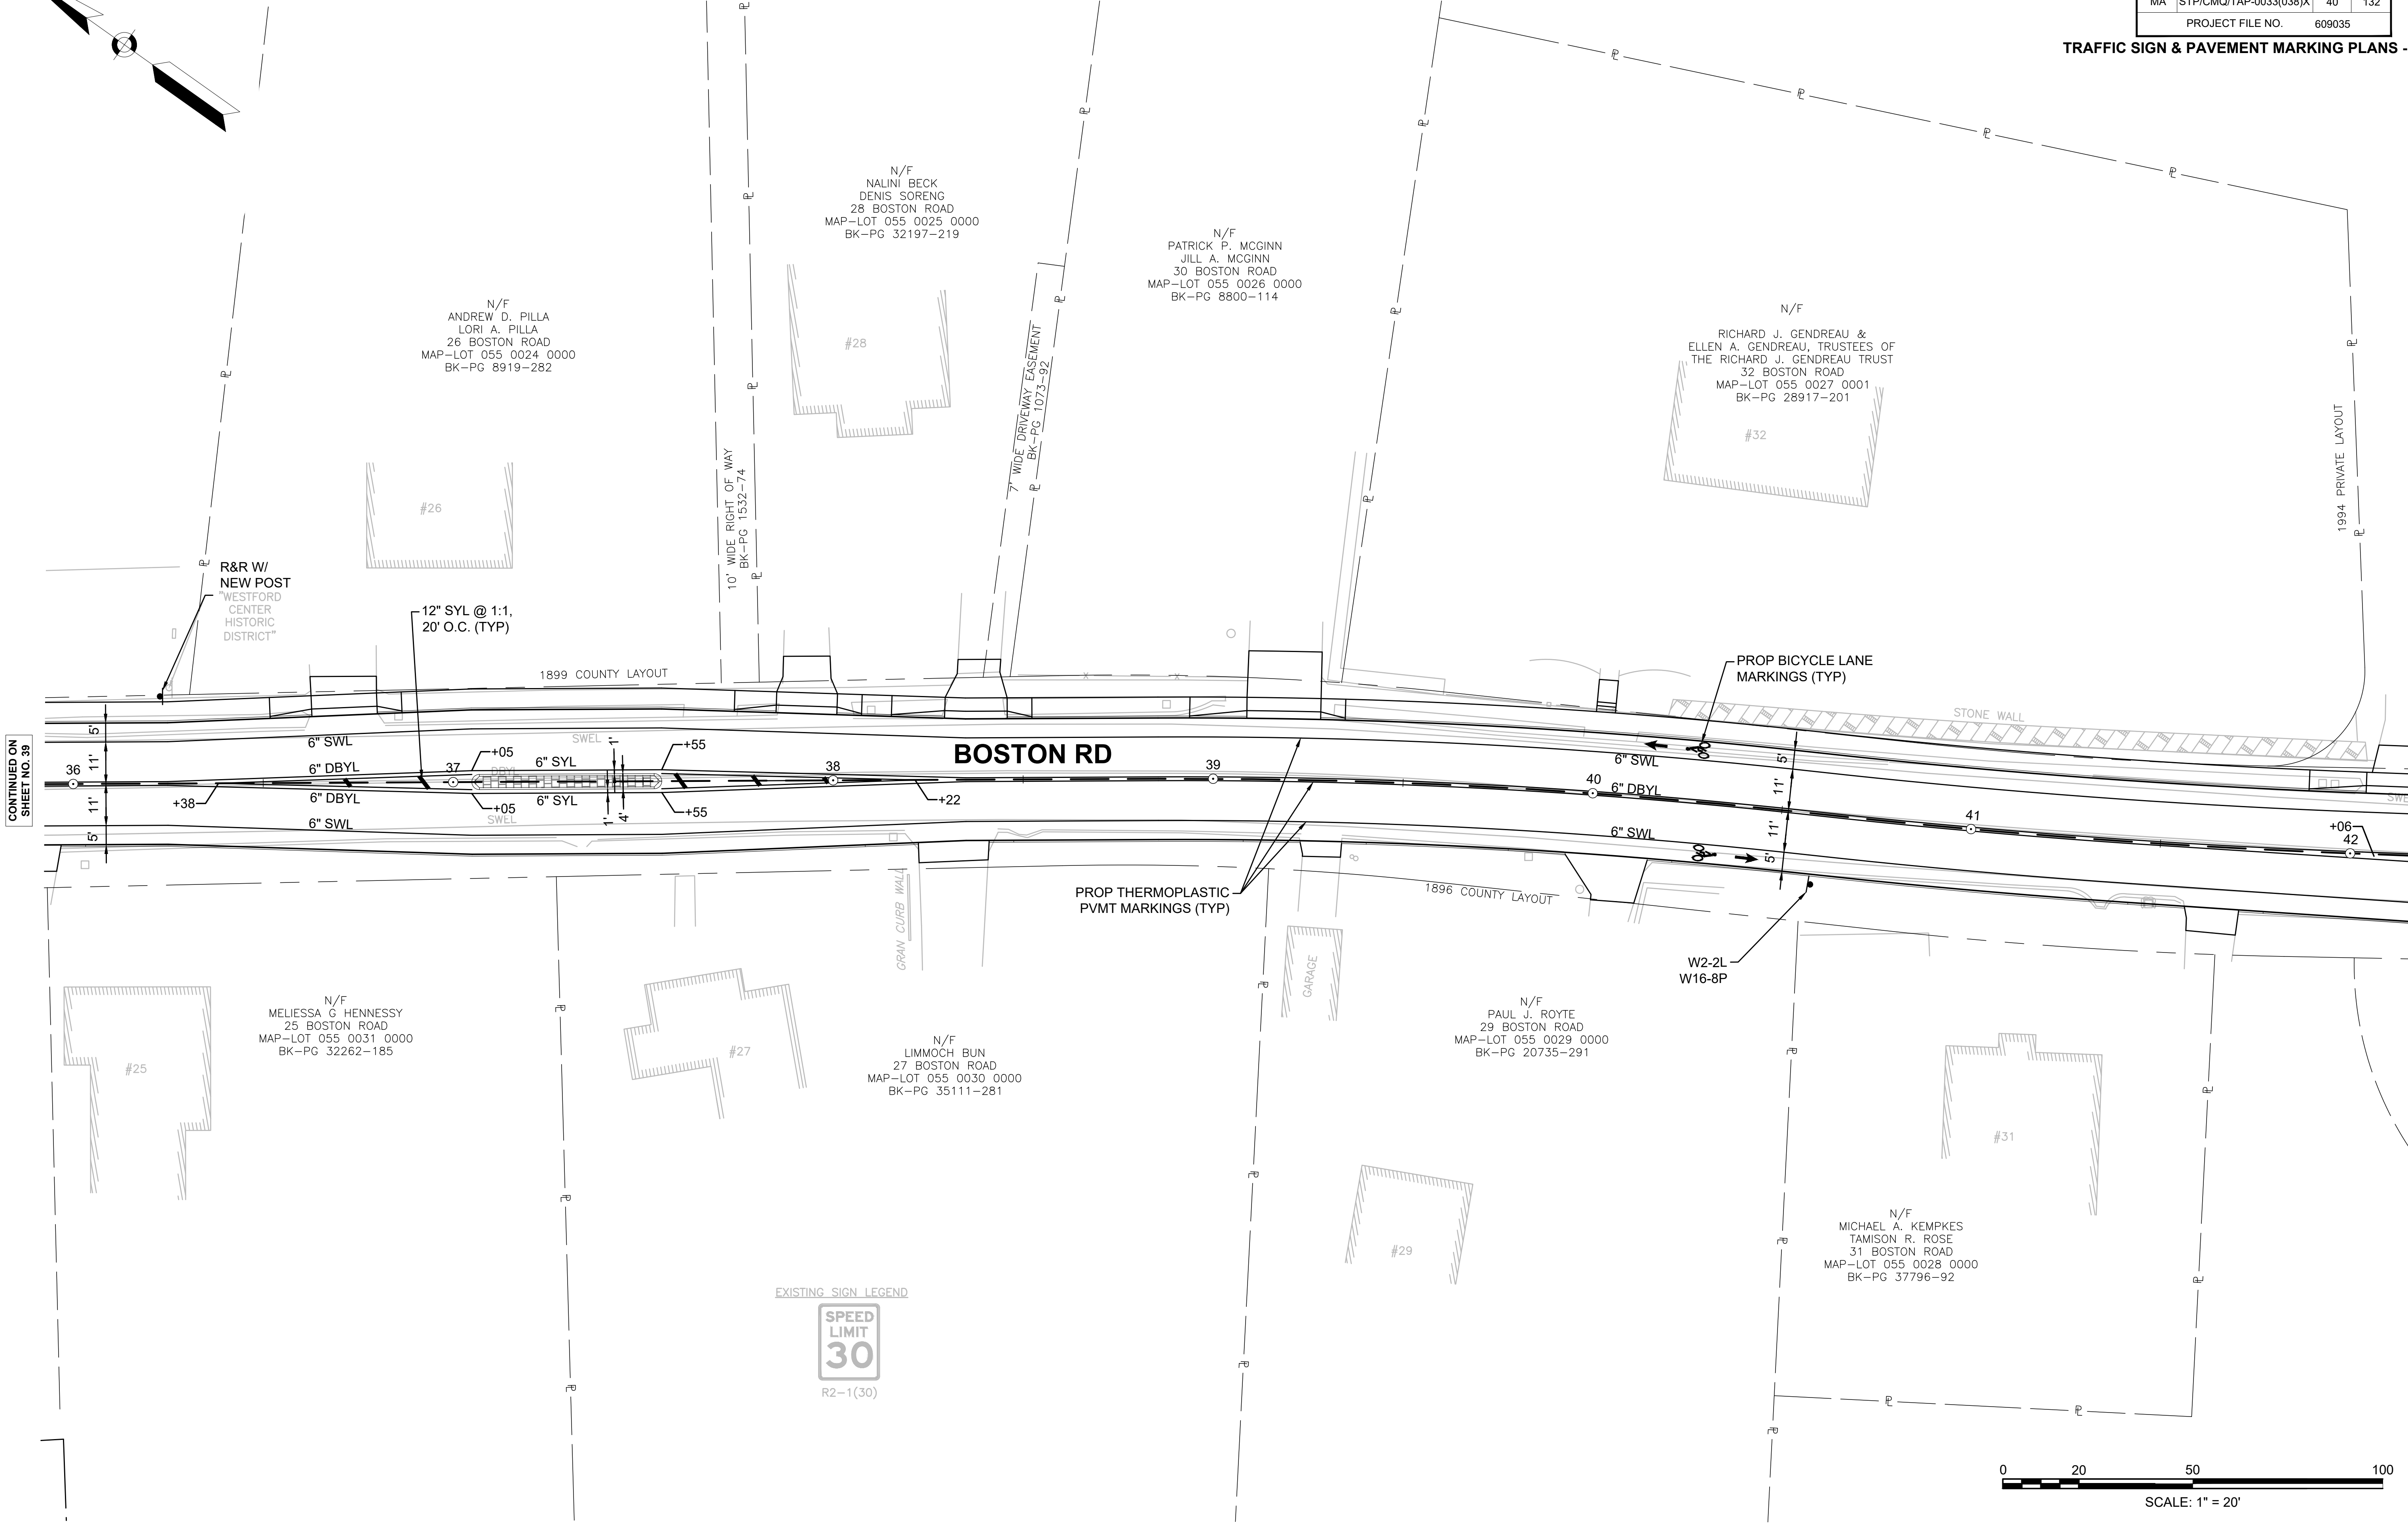 MA STP/CMQ/TAP-0033(038)X 40 132
PROJECT FILE NO. 609035
TRAFFIC SIGN & PAVEMENT MARKING PLANS -
N/F
NALINI BECK
DENIS SORENG
28 BOSTON ROAD
MAP-LOT 055 0025 0000
BK-PG 32197-219
N/F
PATRICK P. MCGINN
JILL A. MCGINN
30 BOSTON ROAD
MAP-LOT 055 0026 0000
BK-PG 8800-114
N/F
ANDREW D. PILLA
LORI A. PILLA
26 BOSTON ROAD
MAP-LOT 055 0024 0000
BK-PG 8919-282
N/F
RICHARD J. GENDREAU &
ELLEN A. GENDREAU, TRUSTEES OF
THE RICHARD J. GENDREAU TRUST
32 BOSTON ROAD
MAP-LOT 055 0027 0001
BK-PG 28917-201
#28
#32
#26
10' WIDE RIGHT OF WAY
BK-PG 1532-74
7' WIDE DRIVEWAY EASEMENT
BK-PG 1073-92
1994 PRIVATE LAYOUT
R&R W/
NEW POST
"WESTFORD
CENTER
HISTORIC
DISTRICT"
12" SYL @ 1:1,
20' O.C. (TYP)
1899 COUNTY LAYOUT
PROP BICYCLE LANE
MARKINGS (TYP)
STONE WALL
CONTINUED ON
SHEET NO. 39
5'
11'
11'
5'
36
+38
6" SWL
6" DBYL
6" DBYL
6" SWL
37
+05
+05
DBYL
SWEL
SWEL
6" SYL
6" SYL
1'
1'
4'
+55
+55
38
+22
BOSTON RD
39
40
6" SWL
6" DBYL
6" SWL
5'
11'
11'
5'
41
+06
42
SWE
PROP THERMOPLASTIC
PVMT MARKINGS (TYP)
GRAN CURB WALL
1896 COUNTY LAYOUT
W2-2L
W16-8P
GARAGE
N/F
MELIESSA G HENNESSY
25 BOSTON ROAD
MAP-LOT 055 0031 0000
BK-PG 32262-185
#25
#27
N/F
LIMMOCH BUN
27 BOSTON ROAD
MAP-LOT 055 0030 0000
BK-PG 35111-281
N/F
PAUL J. ROYTE
29 BOSTON ROAD
MAP-LOT 055 0029 0000
BK-PG 20735-291
#29
#31
N/F
MICHAEL A. KEMPKES
TAMISON R. ROSE
31 BOSTON ROAD
MAP-LOT 055 0028 0000
BK-PG 37796-92
EXISTING SIGN LEGEND
SPEED
LIMIT
30
R2-1(30)
0 20 50 100
SCALE: 1" = 20'